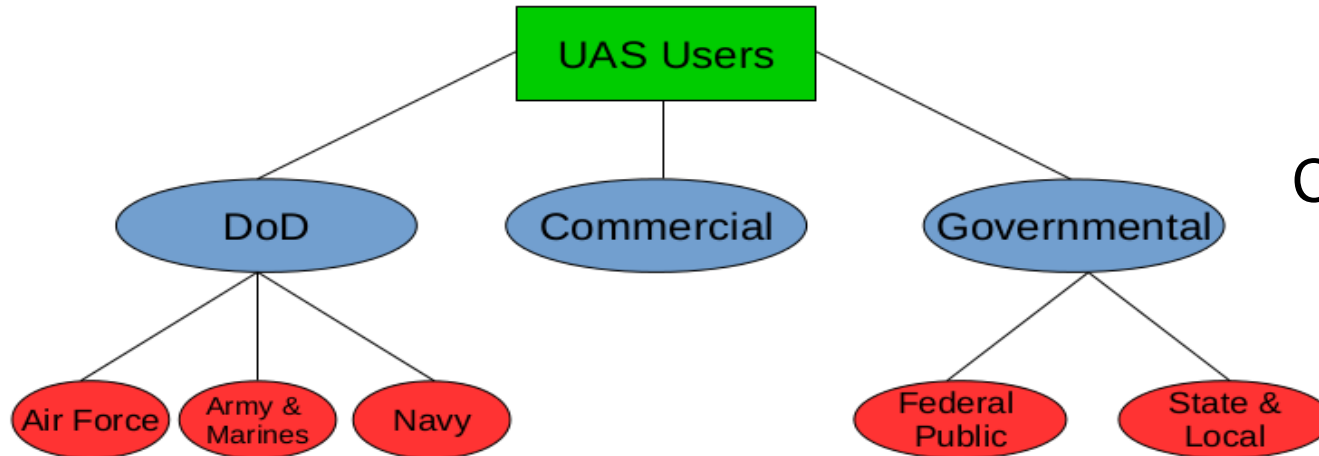 UAS Users
DoD
Commercial
Governmental
Air Force
Army &
Marines
Navy
Federal
Public
State &
Local